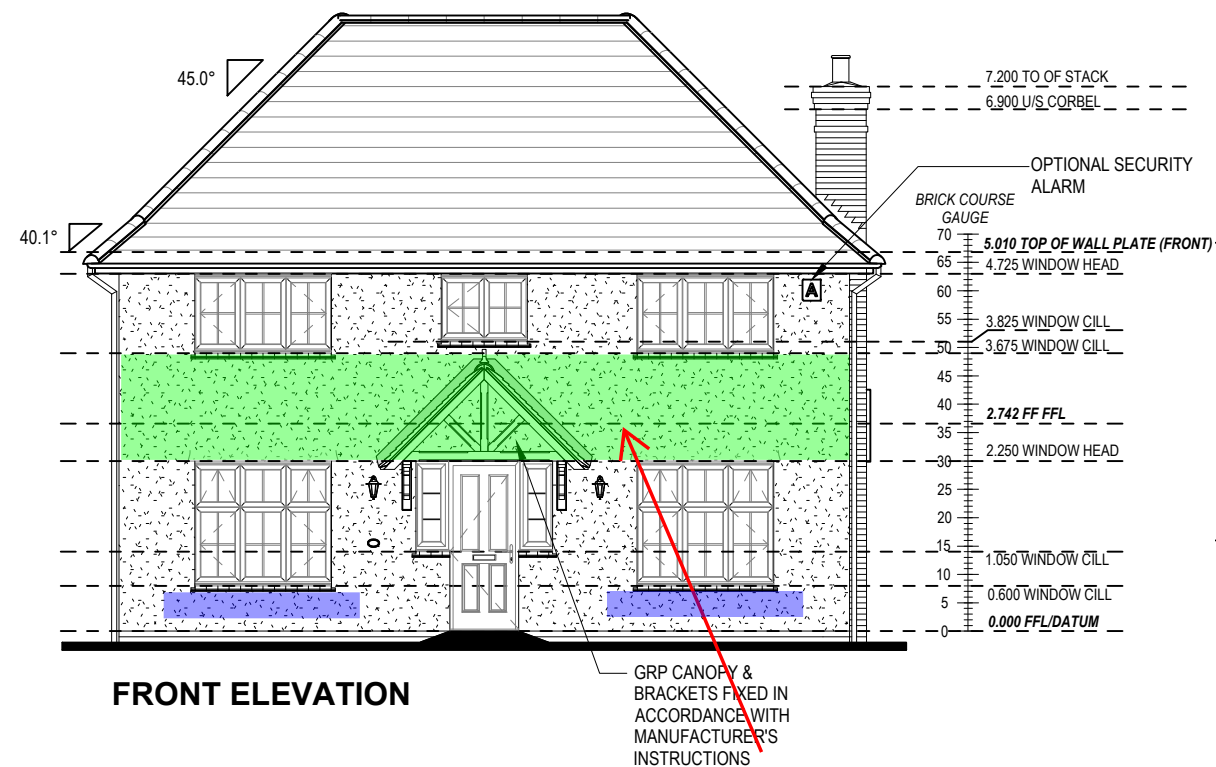 45.0°
40.1°
7.200 TO OF STACK
6.900 U/S CORBEL
OPTIONAL SECURITY
ALARM
BRICK COURSE
GAUGE
70
65
60
55
50
45
40
35
30
25
20
15
10
5
0
5.010 TOP OF WALL PLATE (FRONT)
4.725 WINDOW HEAD
3.825 WINDOW CILL
3.675 WINDOW CILL
2.742 FF FFL
2.250 WINDOW HEAD
1.050 WINDOW CILL
0.600 WINDOW CILL
0.000 FFL/DATUM
A
GRP CANOPY &
BRACKETS FIXED IN
ACCORDANCE WITH
MANUFACTURER'S
INSTRUCTIONS
FRONT ELEVATION